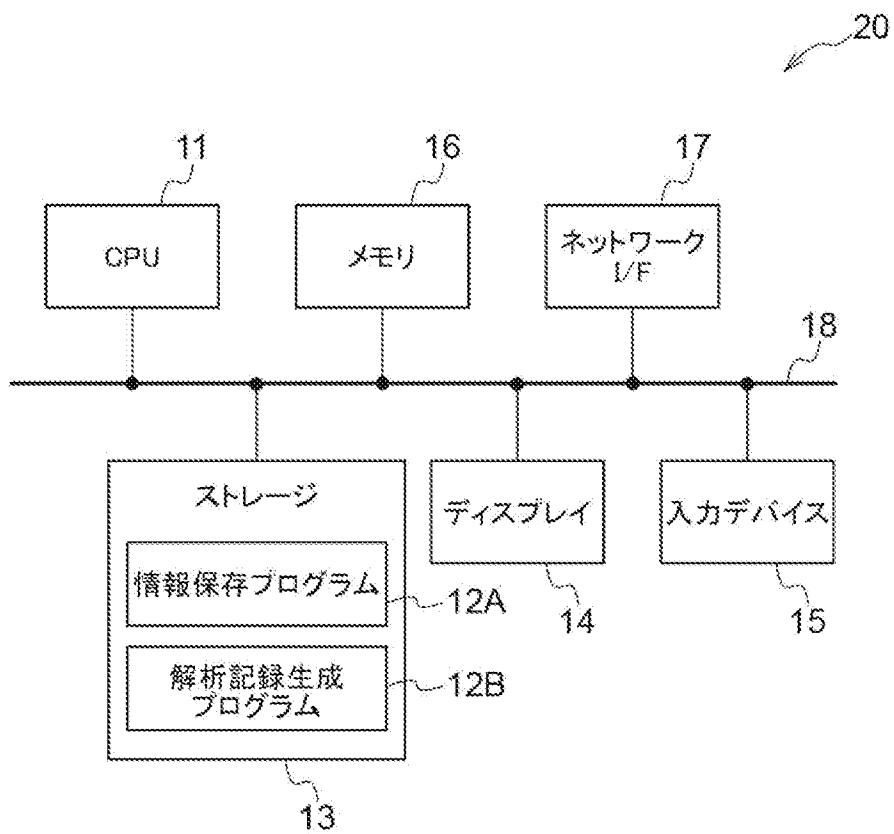 20
11
16
17
CPU
メモリ
ネットワーク
I/F
18
ストレージ
ディスプレイ
入力デバイス
情報保存プログラム
12A
14
15
解析記録生成
プログラム
12B
13